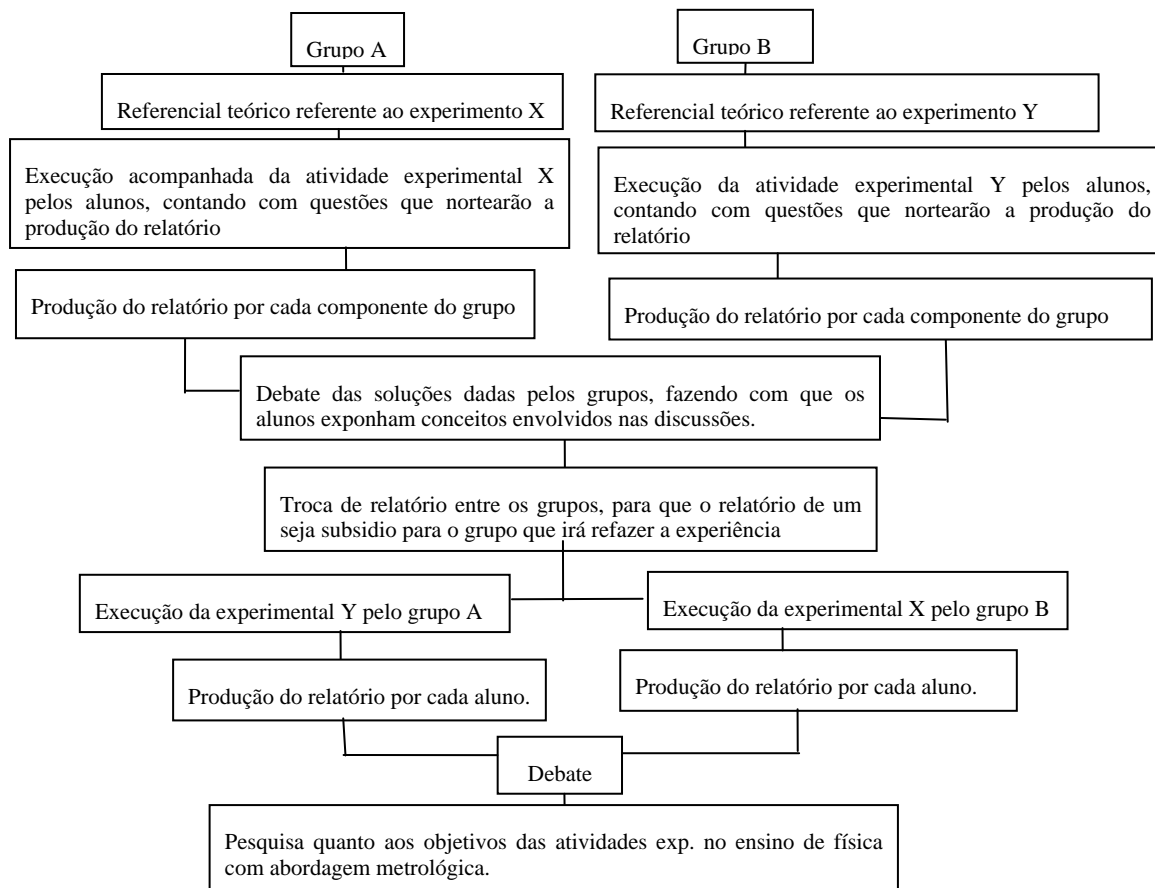 Grupo A
Grupo B
Referencial teórico referente ao experimento X
Referencial teórico referente ao experimento Y
Execução acompanhada da atividade experimental X
pelos alunos, contando com questões que nortearão a
produção do relatório
Execução da atividade experimental Y pelos alunos,
contando com questões que nortearão a produção do
relatório
Produção do relatório por cada componente do grupo
Produção do relatório por cada componente do grupo
Debate das soluções dadas pelos grupos, fazendo com que os
alunos exponham conceitos envolvidos nas discussões.
Troca de relatório entre os grupos, para que o relatório de um
seja subsidio para o grupo que irá refazer a experiência
Execução da experimental Y pelo grupo A
Execução da experimental X pelo grupo B
Produção do relatório por cada aluno.
Produção do relatório por cada aluno.
Debate
Pesquisa quanto aos objetivos das atividades exp. no ensino de física
com abordagem metrológica.